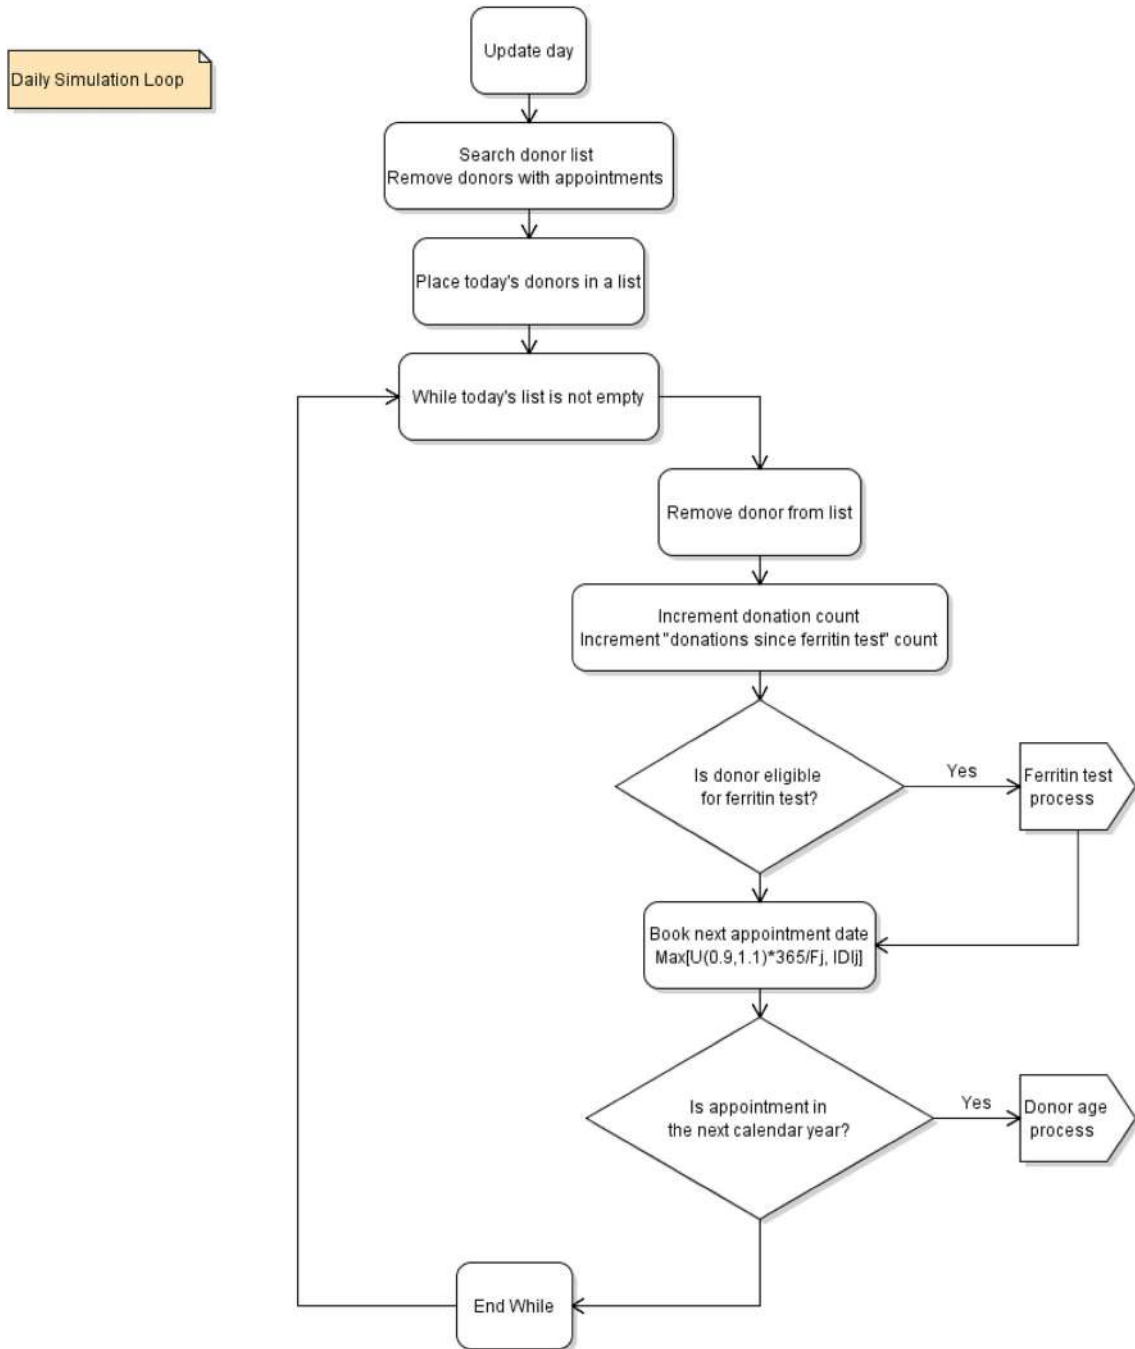 Update day
Daily Simulation Loop
Search donor list
Remove donors with appointments
Place today's donors in a list
While today's list is not empty
Remove donor from list
Increment donation count
Increment "donations since ferritin test" count
Is donor eligible
for ferritin test?
Yes
Ferritin test
process
Book next appointment date
Max[U(0.9,1.1)*365/Fj, IDIj]
Is appointment in
the next calendar year?
Yes
Donor age
process
End While